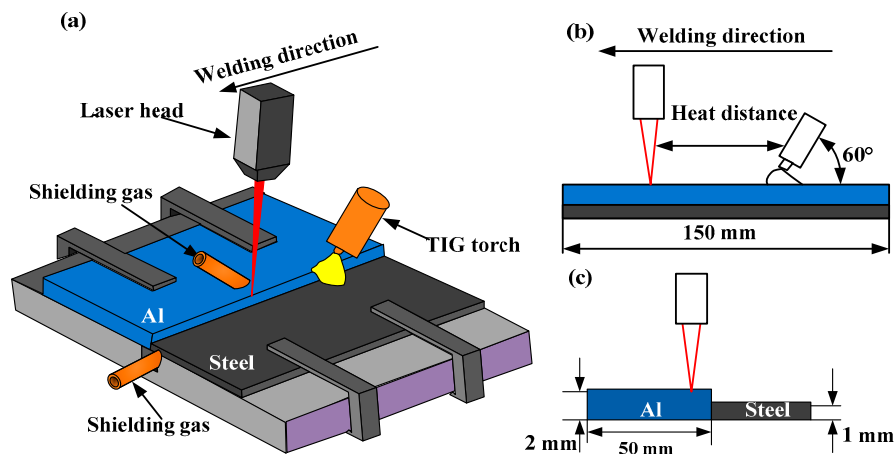 (a)
Welding direction
Laser head
Shielding gas
TIG torch
Al
Steel
Shielding gas
(b)
Welding direction
Heat distance
60°
150 mm
(c)
Al
Steel
2 mm
50 mm
1 mm